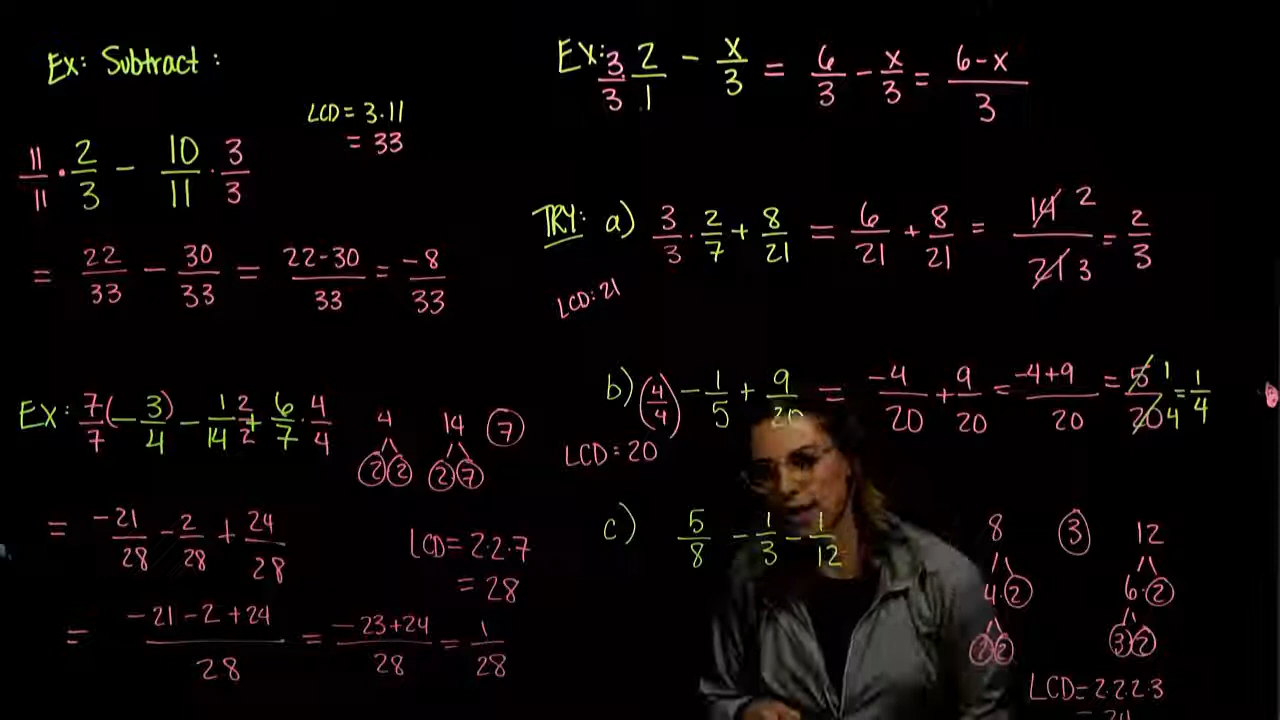 Ex: Subtract:
LCD = 3·11
= 33
11/11 · 2/3 − 10/11 · 3/3
= 22/33 − 30/33 = 22-30/33 = -8/33
EX: 7/7(−3/4) − 1/14 2/2 + 6/7 · 4/4
4 14 7
2 2 2 7
= -21/28 − 2/28 + 24/28
LCD = 2·2·7
= 28
= -21-2+24/28 = -23+24/28 = 1/28
Ex: 3/3 2/1 − x/3 = 6/3 − x/3 = 6-x/3
TRY: a) 3/3 · 2/7 + 8/21 = 6/21 + 8/21 = 14 2/21 3 = 2/3
LCD: 21
b) (4/4) − 1/5 + 9/20 = -4/20 + 9/20 = -4+9/20 = 5 1/20 4 = 1/4
LCD = 20
c) 5/8 − 1/3 − 1/12
8 3 12
4·2 6·2
2 2 3 2
LCD = 2·2·2·3
= 24